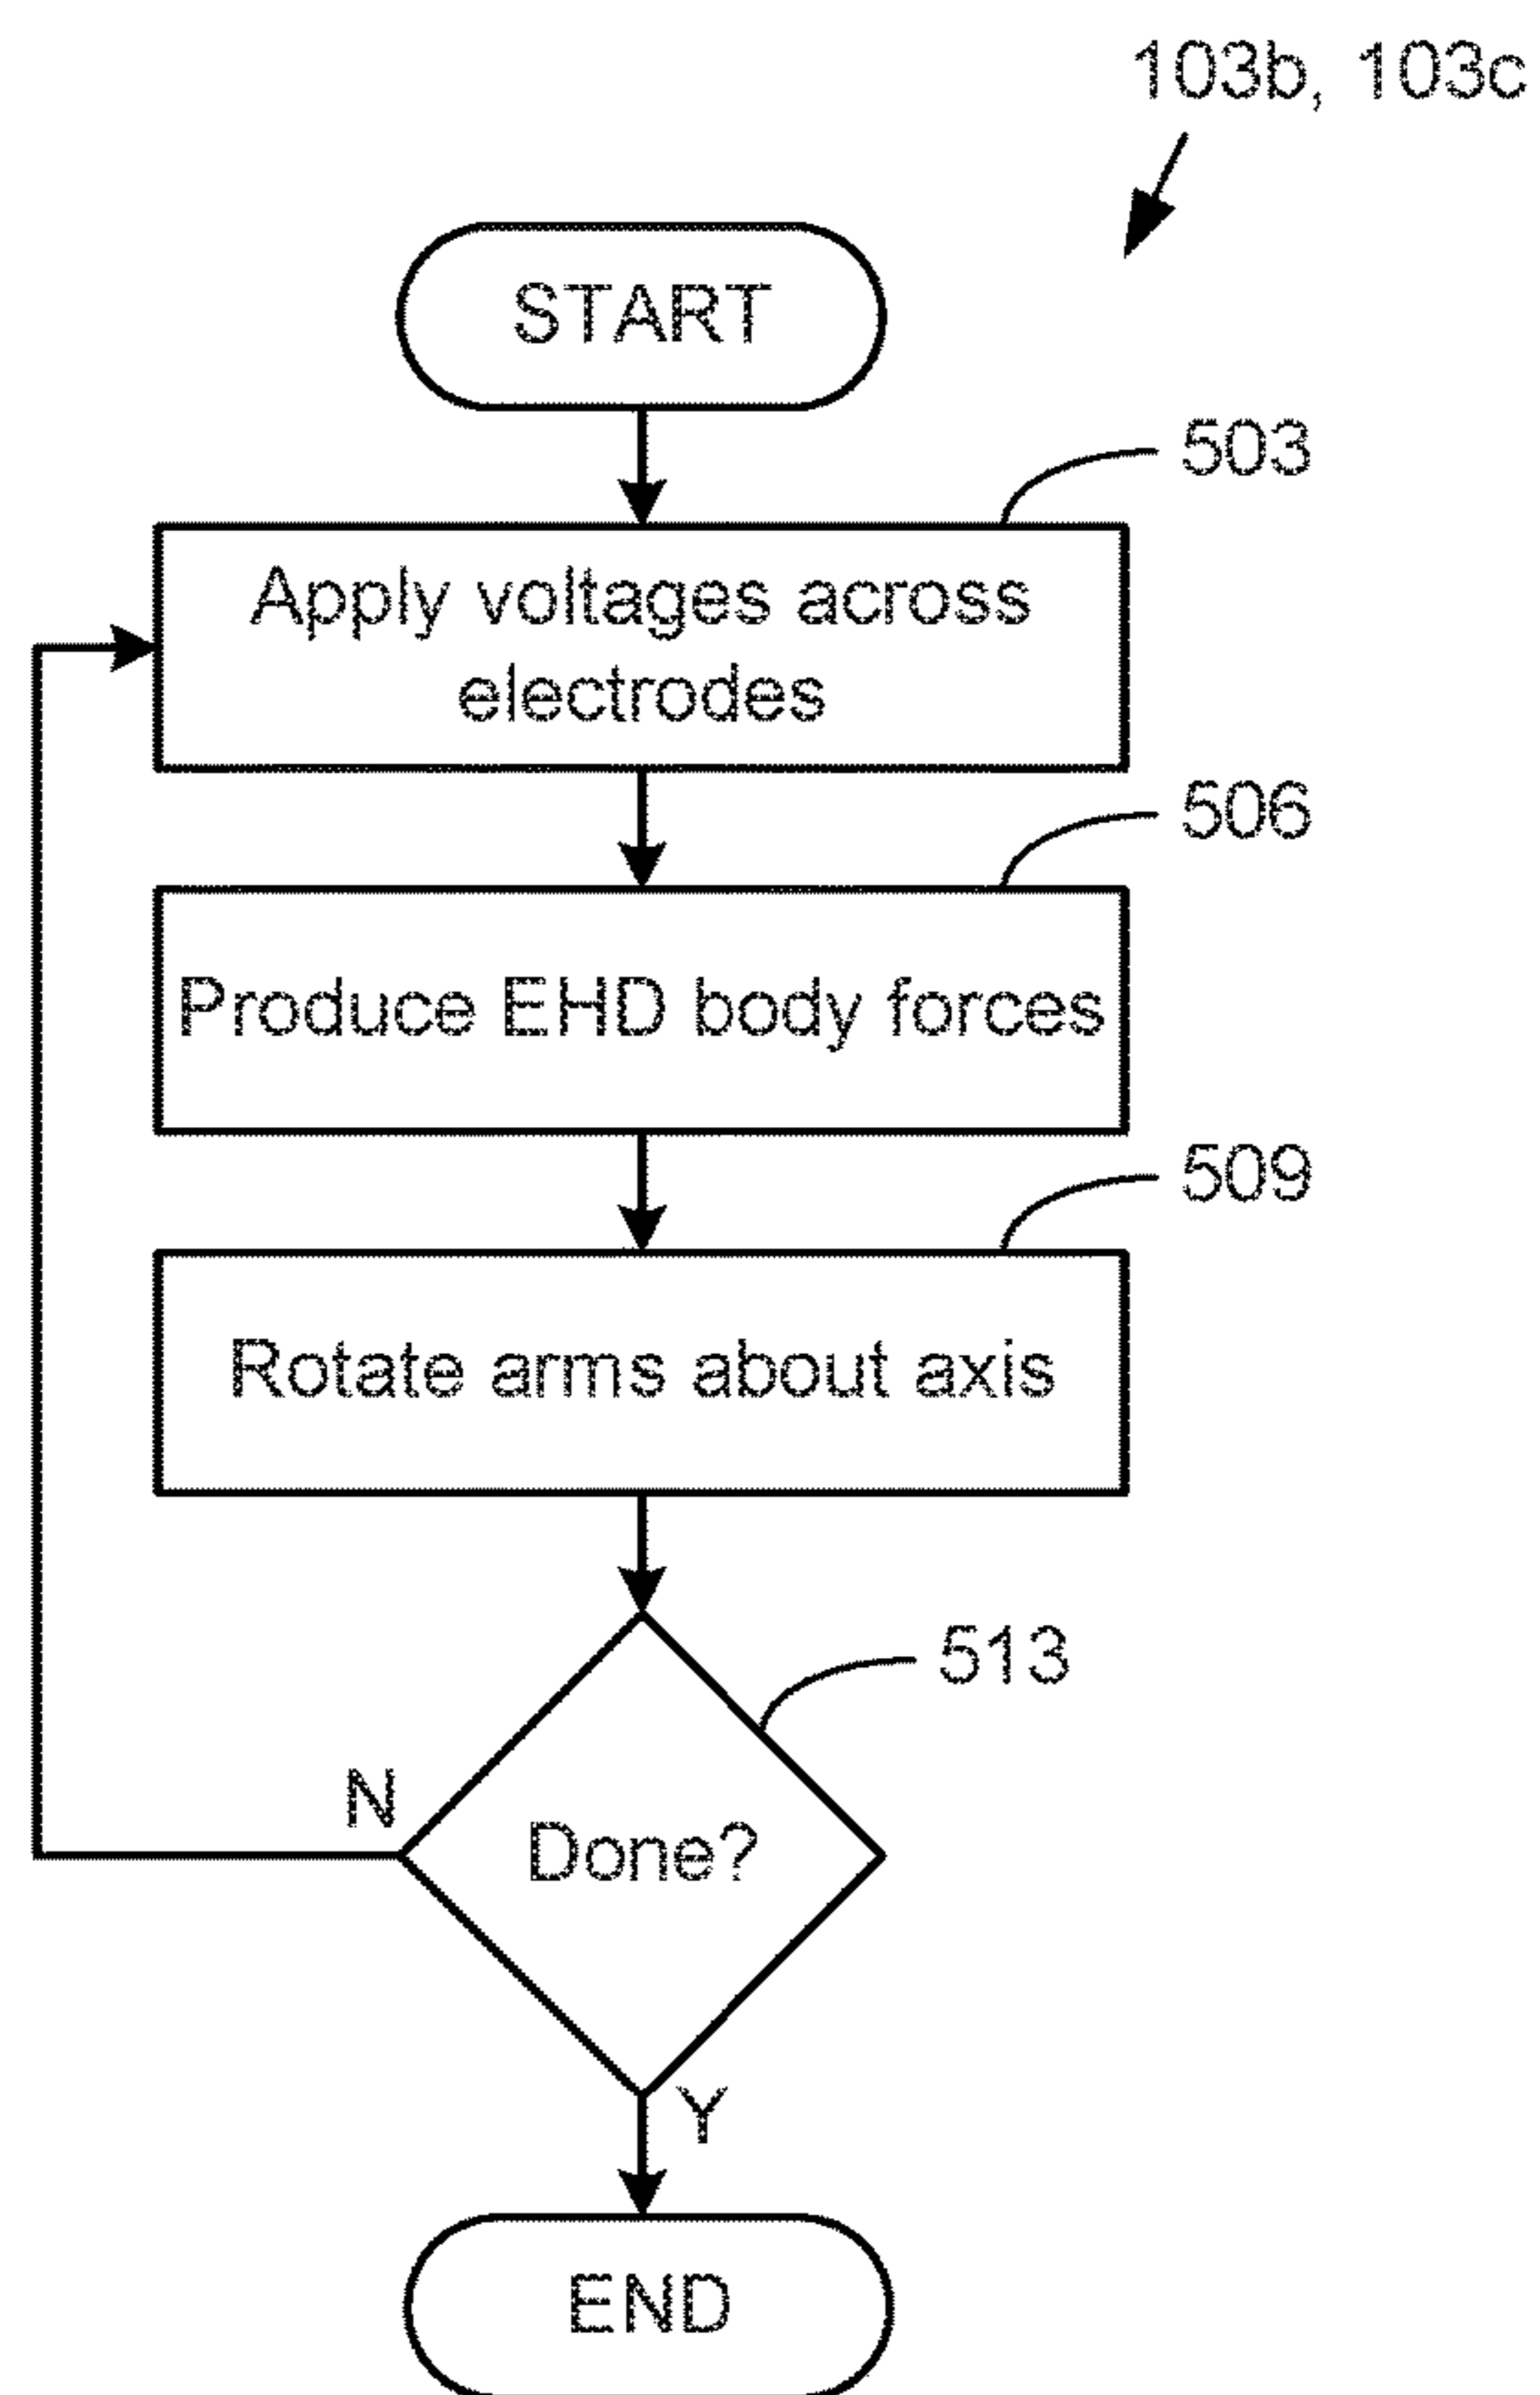 103b, 103c
START
503
Apply voltages across
electrodes
506
Produce EHD body forces
509
Rotate arms about axis
513
N
Done?
Y
END